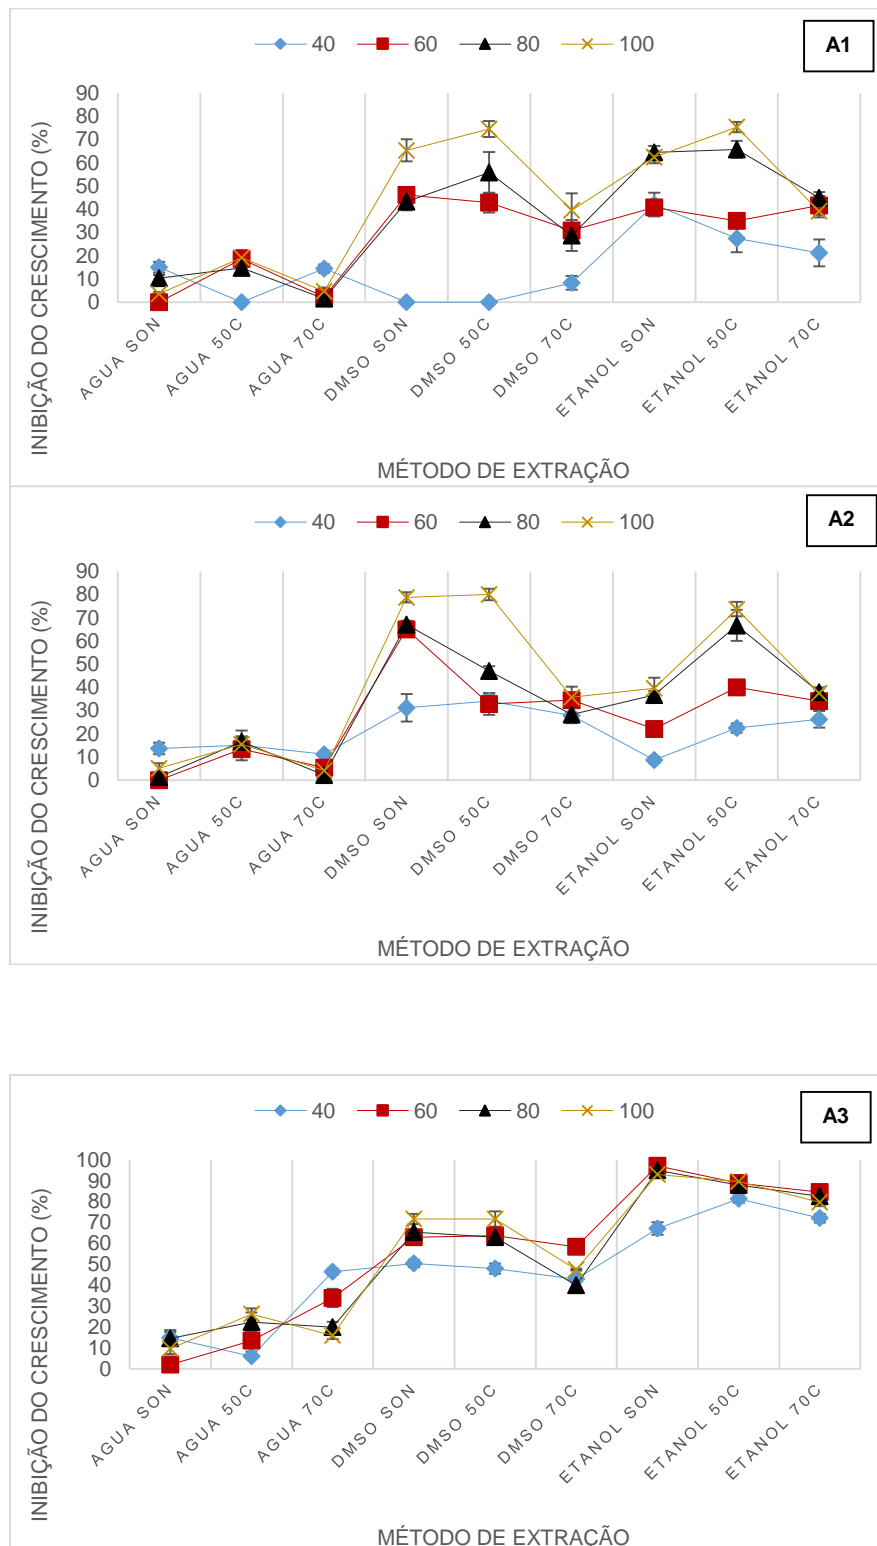 40 60 80 100
A1
INIBIÇÃO DO CRESCIMENTO (%)
90
80
70
60
50
40
30
20
10
0
AGUA SON
AGUA 50C
AGUA 70C
DMSO SON
DMSO 50C
DMSO 70C
ETANOL SON
ETANOL 50C
ETANOL 70C
MÉTODO DE EXTRAÇÃO
40 60 80 100
A2
INIBIÇÃO DO CRESCIMENTO (%)
90
80
70
60
50
40
30
20
10
0
AGUA SON
AGUA 50C
AGUA 70C
DMSO SON
DMSO 50C
DMSO 70C
ETANOL SON
ETANOL 50C
ETANOL 70C
MÉTODO DE EXTRAÇÃO
40 60 80 100
A3
INIBIÇÃO DO CRESCIMENTO (%)
100
90
80
70
60
50
40
30
20
10
0
AGUA SON
AGUA 50C
AGUA 70C
DMSO SON
DMSO 50C
DMSO 70C
ETANOL SON
ETANOL 50C
ETANOL 70C
MÉTODO DE EXTRAÇÃO